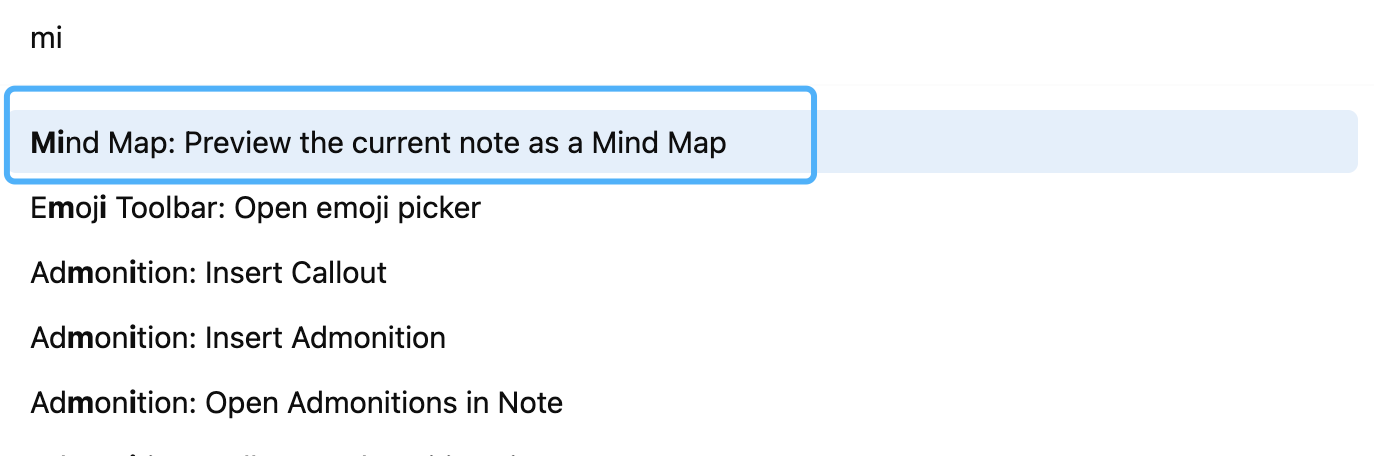 mi
Mind Map: Preview the current note as a Mind Map
Emoji Toolbar: Open emoji picker
Admonition: Insert Callout
Admonition: Insert Admonition
Admonition: Open Admonitions in Note